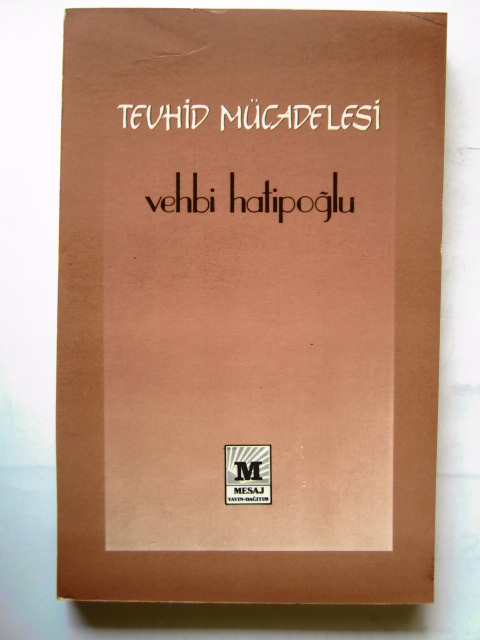 TEVHİD MÜCADELESİ
vehbi hatipoğlu
M
MESAJ
YAYIN-DAĞITIM